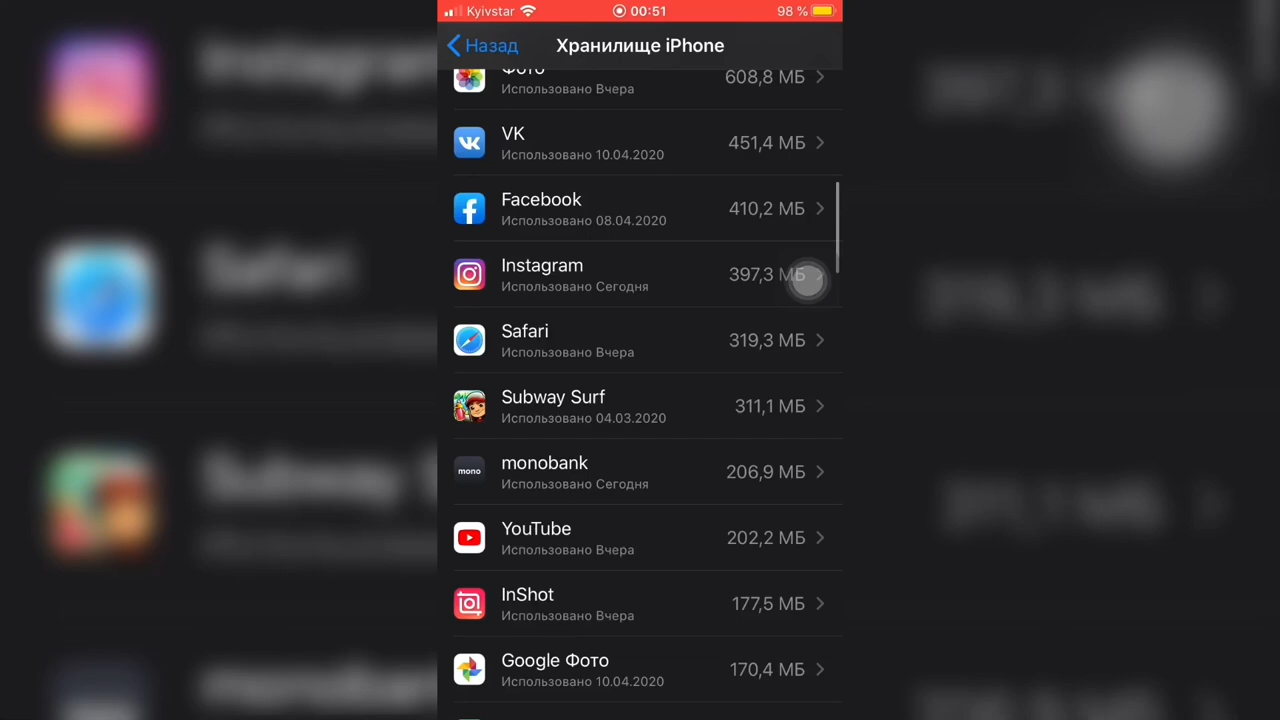 Kyivstar 00:51 98 %
Назад Хранилище iPhone
Фото 608,8 МБ
Использовано Вчера
VK 451,4 МБ
Использовано 10.04.2020
Facebook 410,2 МБ
Использовано 08.04.2020
Instagram 397,3 МБ
Использовано Сегодня
Safari 319,3 МБ
Использовано Вчера
Subway Surf 311,1 МБ
Использовано 04.03.2020
mono monobank 206,9 МБ
Использовано Сегодня
YouTube 202,2 МБ
Использовано Вчера
InShot 177,5 МБ
Использовано Вчера
Google Фото 170,4 МБ
Использовано 10.04.2020